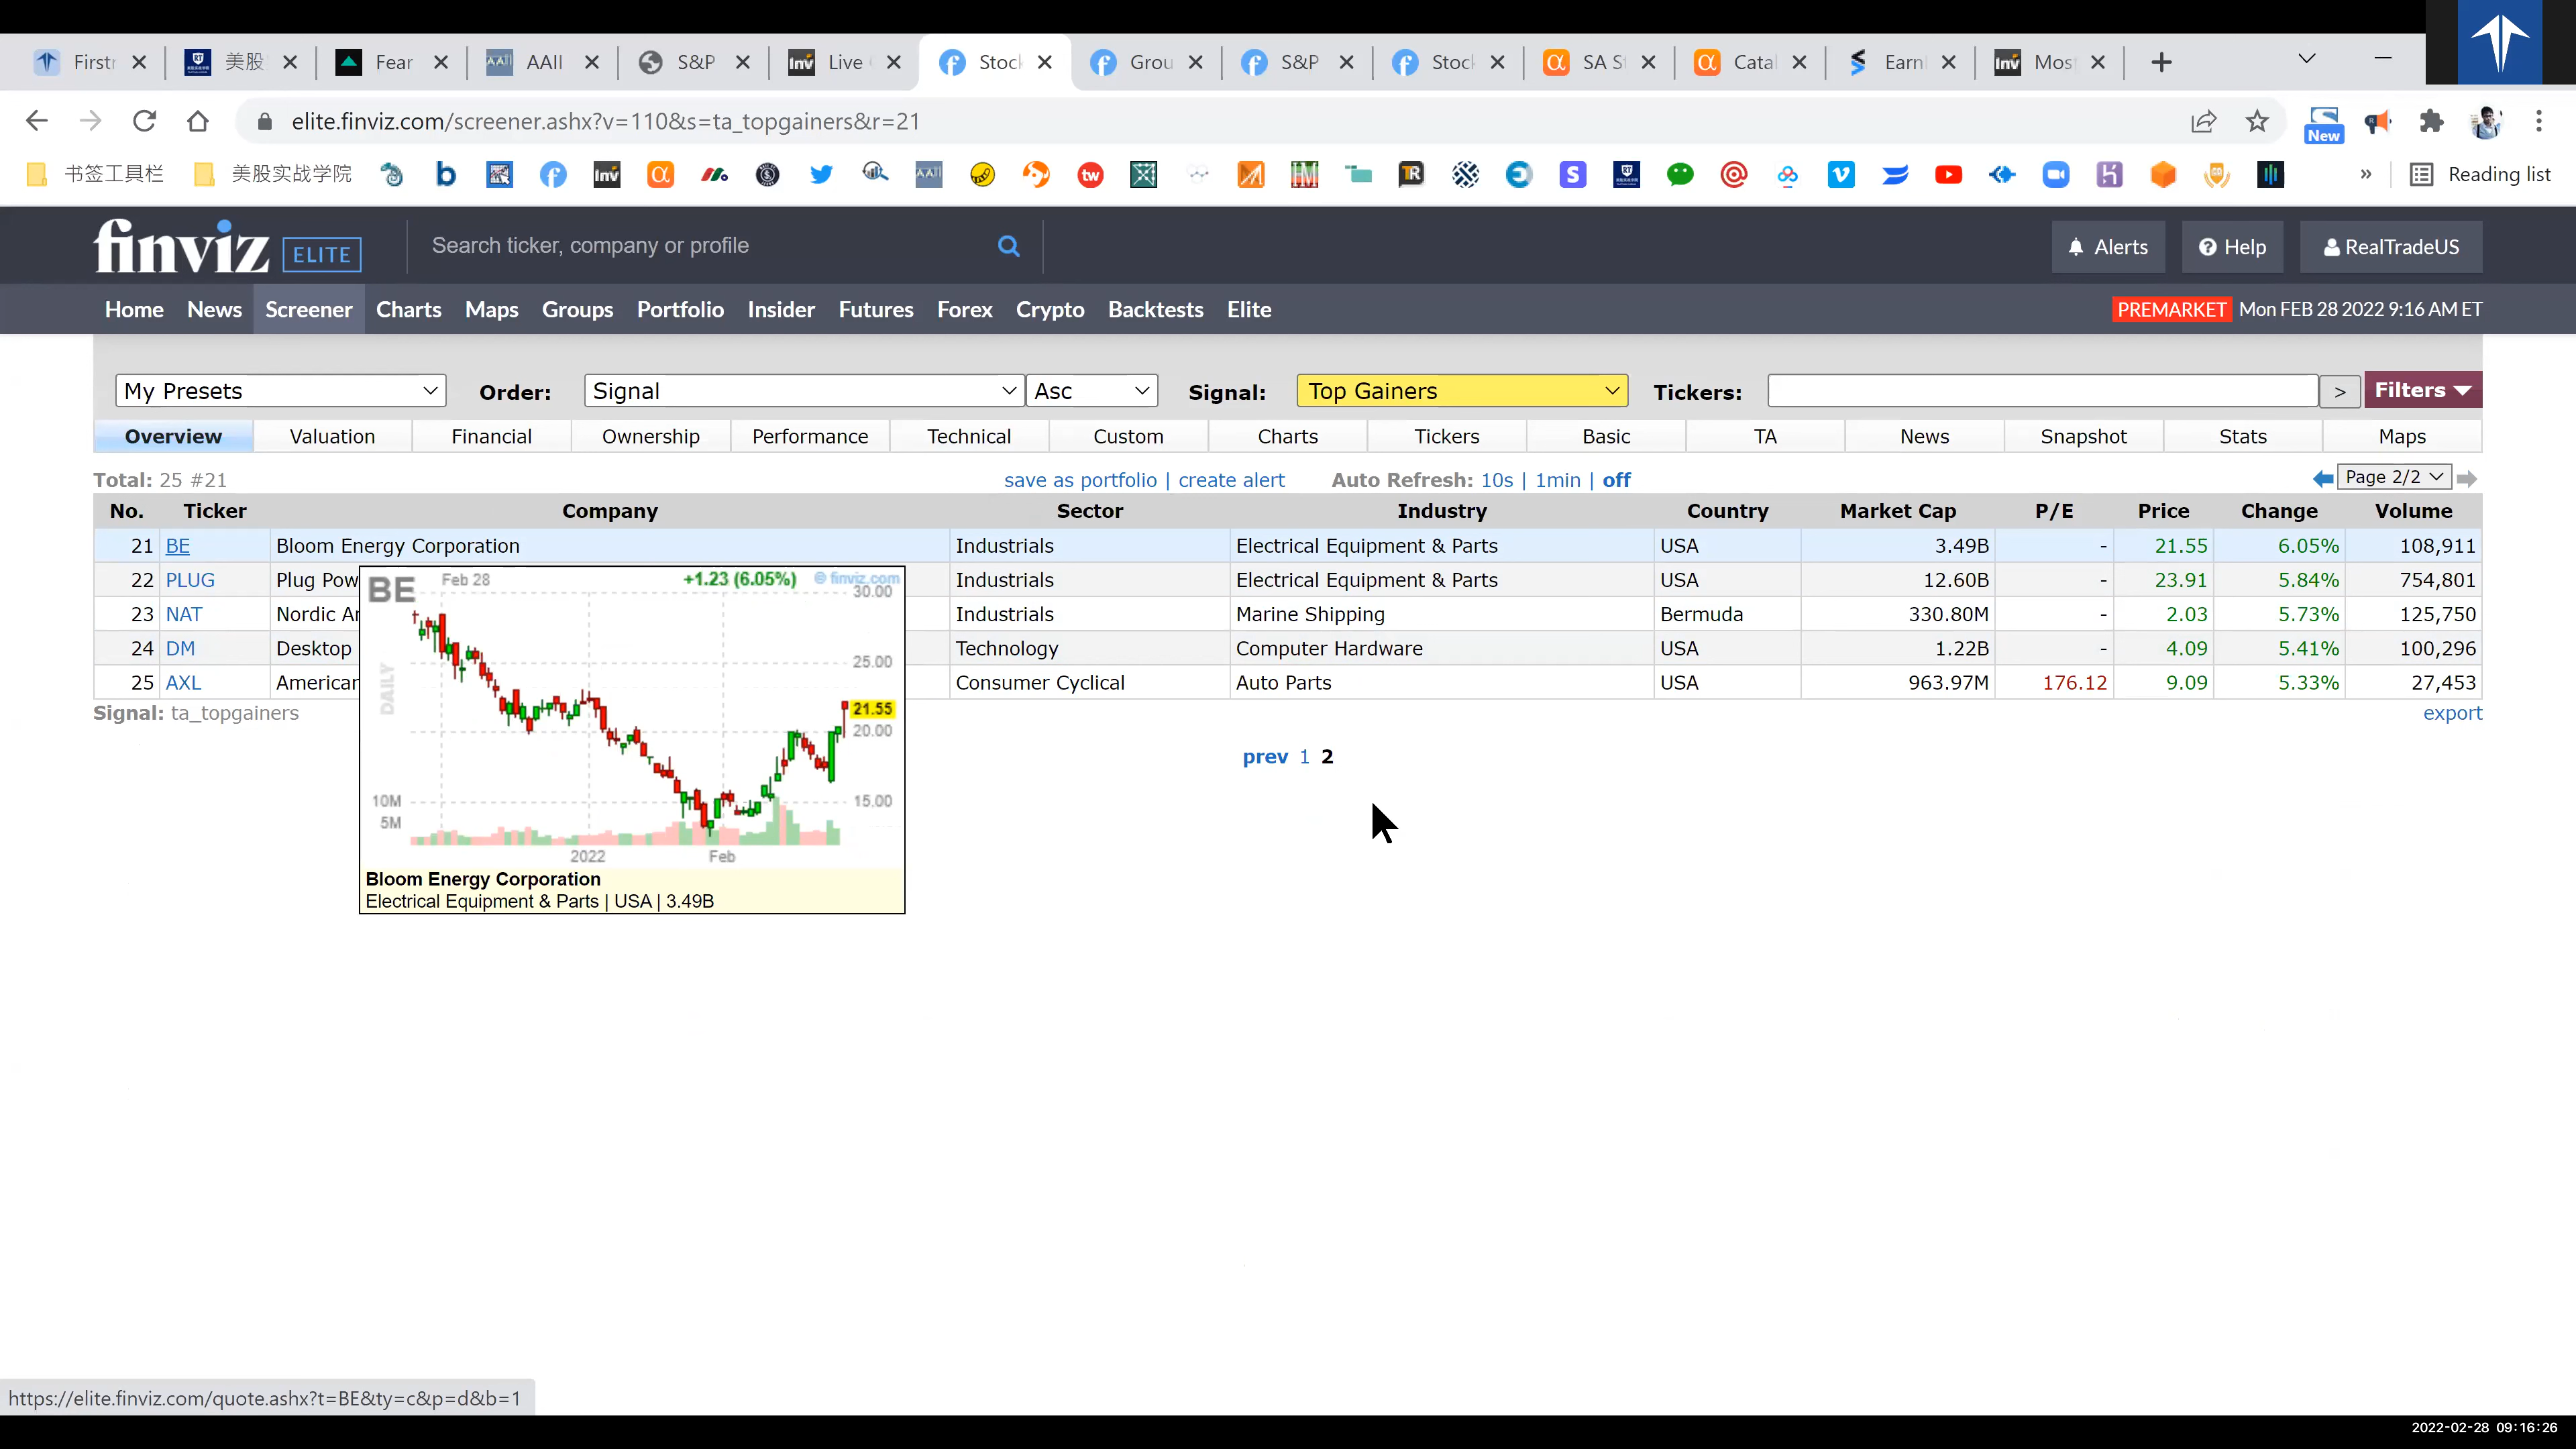 Firstr
美股
Fear
AAII
S&P
Live
Stock
Grou
S&P
Stock
SA St
Catal
Earn
Mos
elite.finviz.com/screener.ashx?v=110&s=ta_topgainers&r=21
New
书签工具栏
美股实战学院
Reading list
finviz ELITE
Search ticker, company or profile
Alerts
Help
RealTradeUS
Home News Screener Charts Maps Groups Portfolio Insider Futures Forex Crypto Backtests Elite
PREMARKET Mon FEB 28 2022 9:16 AM ET
My Presets Order: Signal Asc Signal: Top Gainers Tickers: > Filters
Overview Valuation Financial Ownership Performance Technical Custom Charts Tickers Basic TA News Snapshot Stats Maps
Total: 25 #21
save as portfolio | create alert
Auto Refresh: 10s | 1min | off
Page 2/2
No. Ticker Company Sector Industry Country Market Cap P/E Price Change Volume
21 BE Bloom Energy Corporation Industrials Electrical Equipment & Parts USA 3.49B - 21.55 6.05% 108,911
22 PLUG Plug Pow Industrials Electrical Equipment & Parts USA 12.60B - 23.91 5.84% 754,801
23 NAT Nordic Ar Industrials Marine Shipping Bermuda 330.80M - 2.03 5.73% 125,750
24 DM Desktop Technology Computer Hardware USA 1.22B - 4.09 5.41% 100,296
25 AXL American Consumer Cyclical Auto Parts USA 963.97M 176.12 9.09 5.33% 27,453
Signal: ta_topgainers
export
prev 1 2
BE Feb 28 +1.23 (6.05%) © finviz.com
30.00
25.00
DAILY
21.55
20.00
10M 15.00
5M
2022 Feb
Bloom Energy Corporation
Electrical Equipment & Parts | USA | 3.49B
https://elite.finviz.com/quote.ashx?t=BE&ty=c&p=d&b=1
2022-02-28 09:16:26